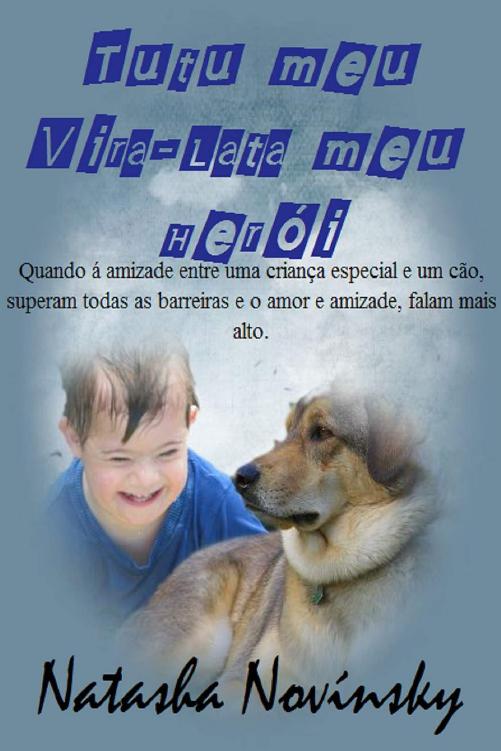 Tutu meu
Vira-Lata meu
Herói
Quando á amizade entre uma criança especial e um cão,
superam todas as barreiras e o amor e amizade, falam mais
alto.
Natasha Novínsky